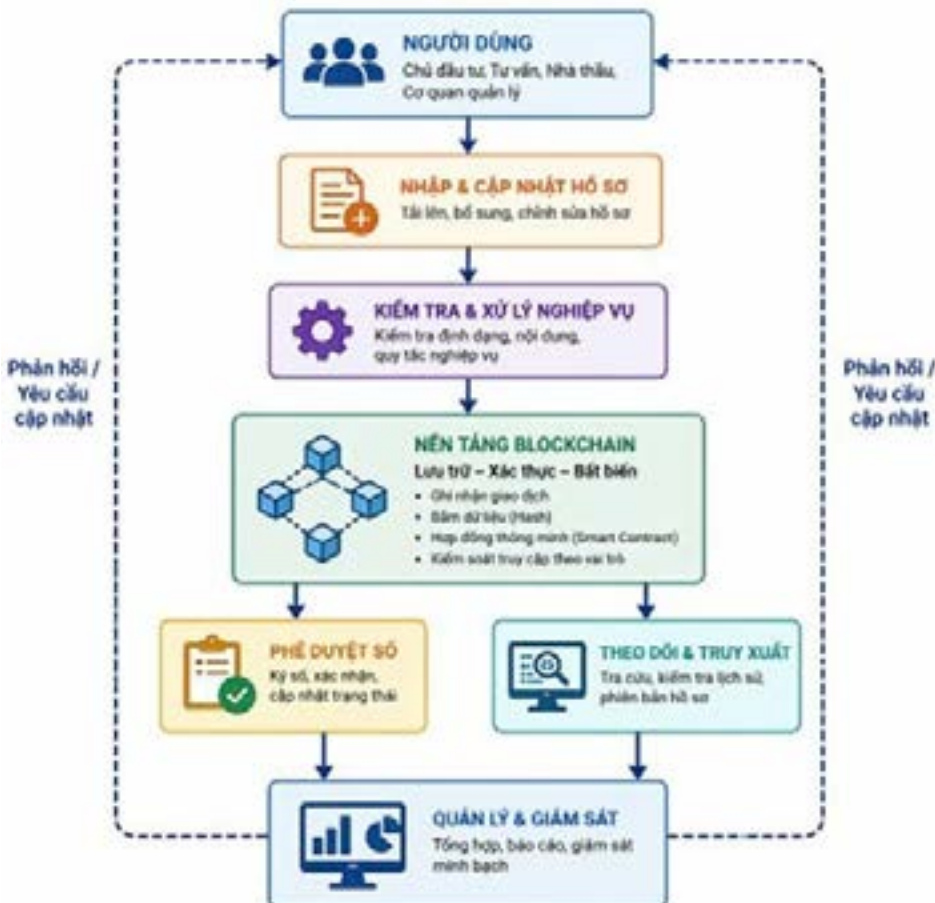 NGƯỜI DÙNG
Chủ đầu tư, Tư vấn, Nhà thầu,
Cơ quan quản lý
NHẬP & CẬP NHẬT HỒ SƠ
Tải lên, bổ sung, chỉnh sửa hồ sơ
KIỂM TRA & XỬ LÝ NGHIỆP VỤ
Kiểm tra định dạng, nội dung,
quy tắc nghiệp vụ
Phản hồi /
Yêu cầu
cập nhật
Phản hồi /
Yêu cầu
cập nhật
NỀN TẢNG BLOCKCHAIN
Lưu trữ – Xác thực – Bất biến
• Ghi nhận giao dịch
• Băm dữ liệu (Hash)
• Hợp đồng thông minh (Smart Contract)
• Kiểm soát truy cập theo vai trò
PHÊ DUYỆT SỐ
Ký số, xác nhận,
cập nhật trạng thái
THEO DÕI & TRUY XUẤT
Tra cứu, kiểm tra lịch sử,
phiên bản hồ sơ
QUẢN LÝ & GIÁM SÁT
Tổng hợp, báo cáo, giám sát
minh bạch